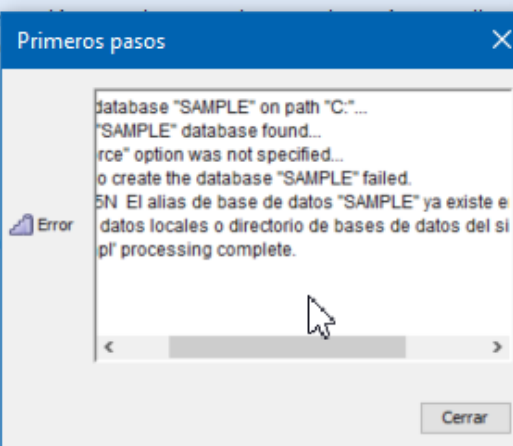 Primeros pasos
database "SAMPLE" on path "C:"...
"SAMPLE" database found...
rce" option was not specified...
o create the database "SAMPLE" failed.
5N El alias de base de datos "SAMPLE" ya existe e
Error
datos locales o directorio de bases de datos del si
pl' processing complete.
Cerrar